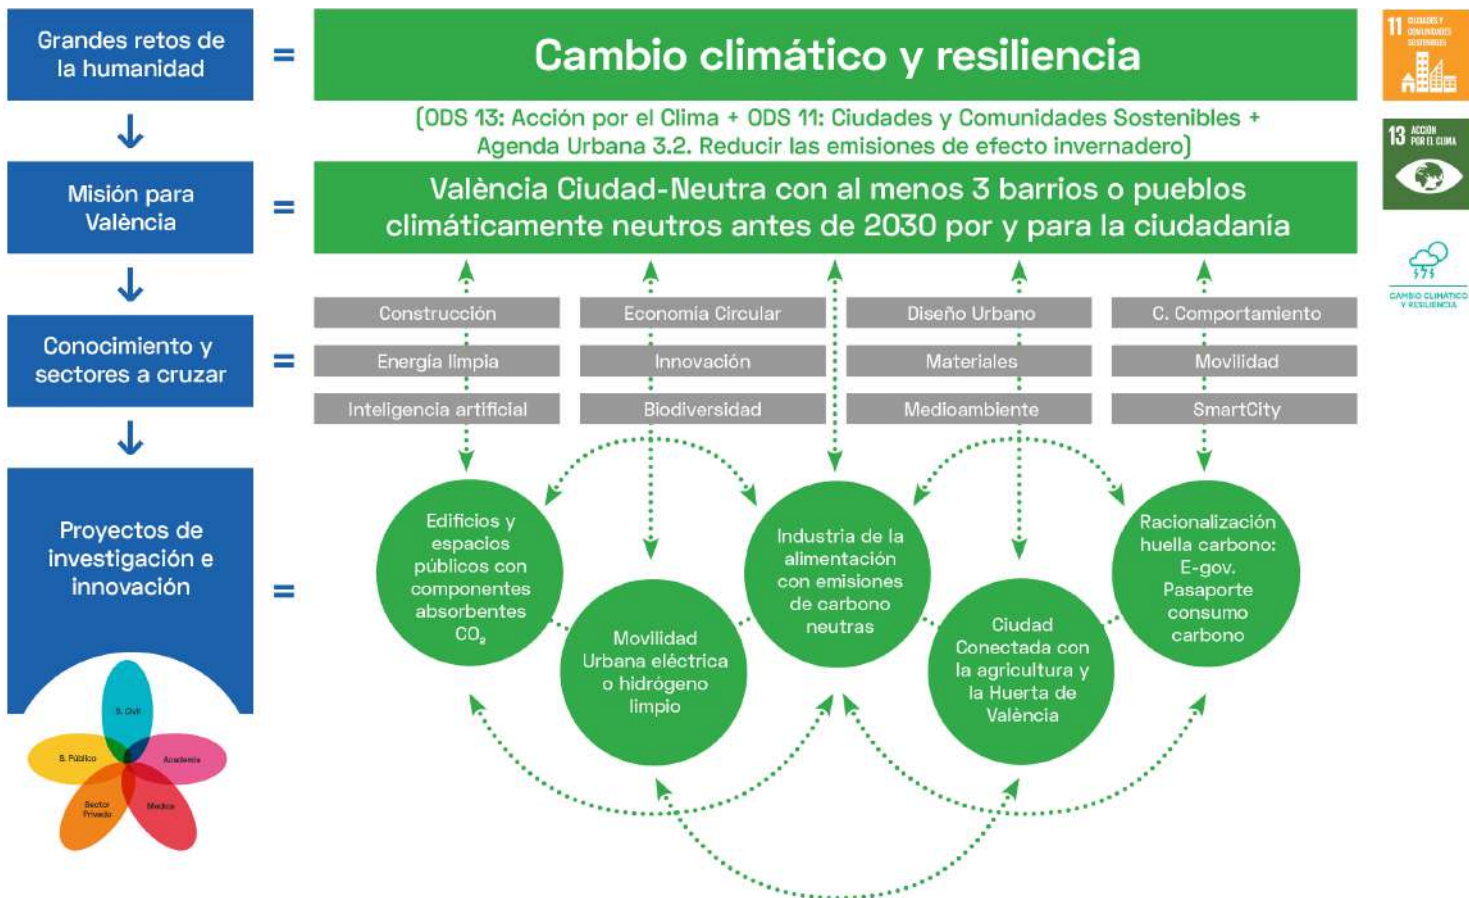 Grandes retos de
la humanidad
=
Cambio climático y resiliencia
11 CIUDADES Y
COMUNIDADES
SOSTENIBLES
(ODS 13: Acción por el Clima + ODS 11: Ciudades y Comunidades Sostenibles +
Agenda Urbana 3.2. Reducir las emisiones de efecto invernadero)
13 ACCIÓN
POR EL CLIMA
Misión para
València
=
València Ciudad-Neutra con al menos 3 barrios o pueblos
climáticamente neutros antes de 2030 por y para la ciudadanía
CAMBIO CLIMÁTICO
Y RESILIENCIA
Conocimiento y
sectores a cruzar
=
Construcción
Economía Circular
Diseño Urbano
C. Comportamiento
Energía limpia
Innovación
Materiales
Movilidad
Inteligencia artificial
Biodiversidad
Medioambiente
SmartCity
Proyectos de
investigación e
innovación
=
Edificios y
espacios
públicos con
componentes
absorbentes
CO₂
Movilidad
Urbana eléctrica
o hidrógeno
limpio
Industria de la
alimentación
con emisiones
de carbono
neutras
Ciudad
Conectada con
la agricultura y
la Huerta de
València
Racionalización
huella carbono:
E-gov.
Pasaporte
consumo
carbono
S. Civil
S. Público
Academia
Sector
Privado
Medios